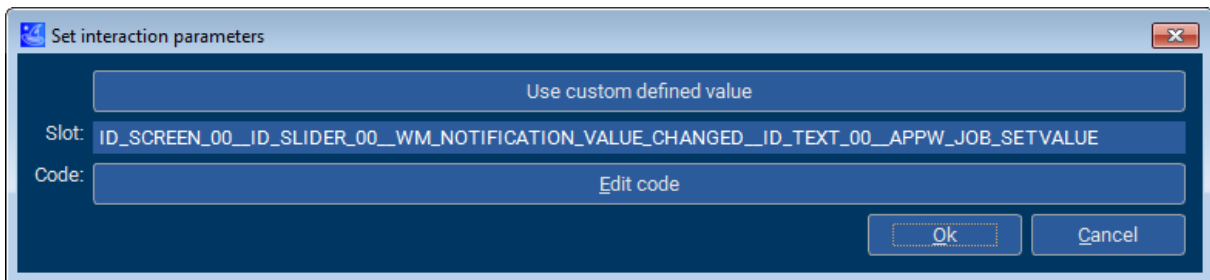 Set interaction parameters
Use custom defined value
Slot: ID_SCREEN_00__ID_SLIDER_00__WM_NOTIFICATION_VALUE_CHANGED__ID_TEXT_00__APPW_JOB_SETVALUE
Code: Edit code
Ok Cancel